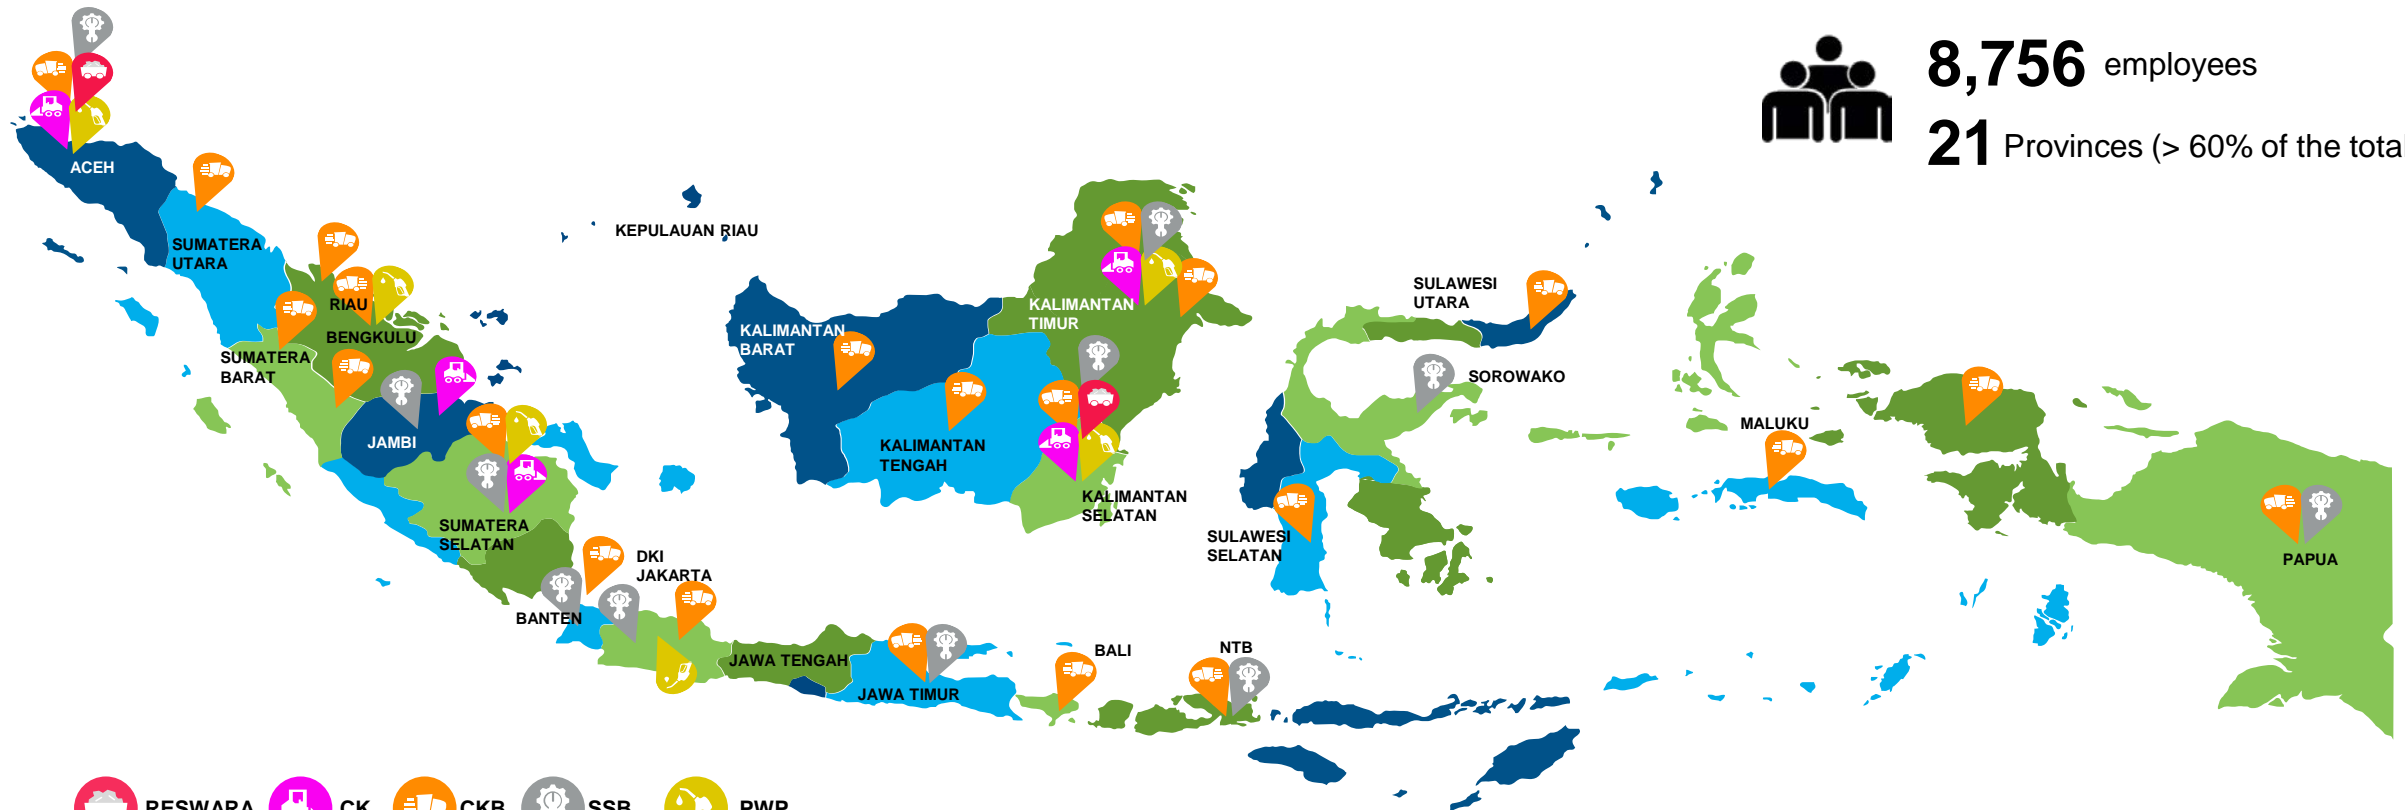 8,756 employees
21 Provinces (> 60% of the total
ACEH
SUMATERA
UTARA
KEPULAUAN RIAU
RIAU
BENGKULU
SUMATERA
BARAT
JAMBI
SUMATERA
SELATAN
KALIMANTAN
BARAT
KALIMANTAN
TIMUR
KALIMANTAN
TENGAH
KALIMANTAN
SELATAN
SULAWESI
UTARA
SOROWAKO
MALUKU
SULAWESI
SELATAN
PAPUA
DKI
JAKARTA
BANTEN
JAWA TENGAH
JAWA TIMUR
BALI
NTB
RESWARA CK CKB SSB PWP